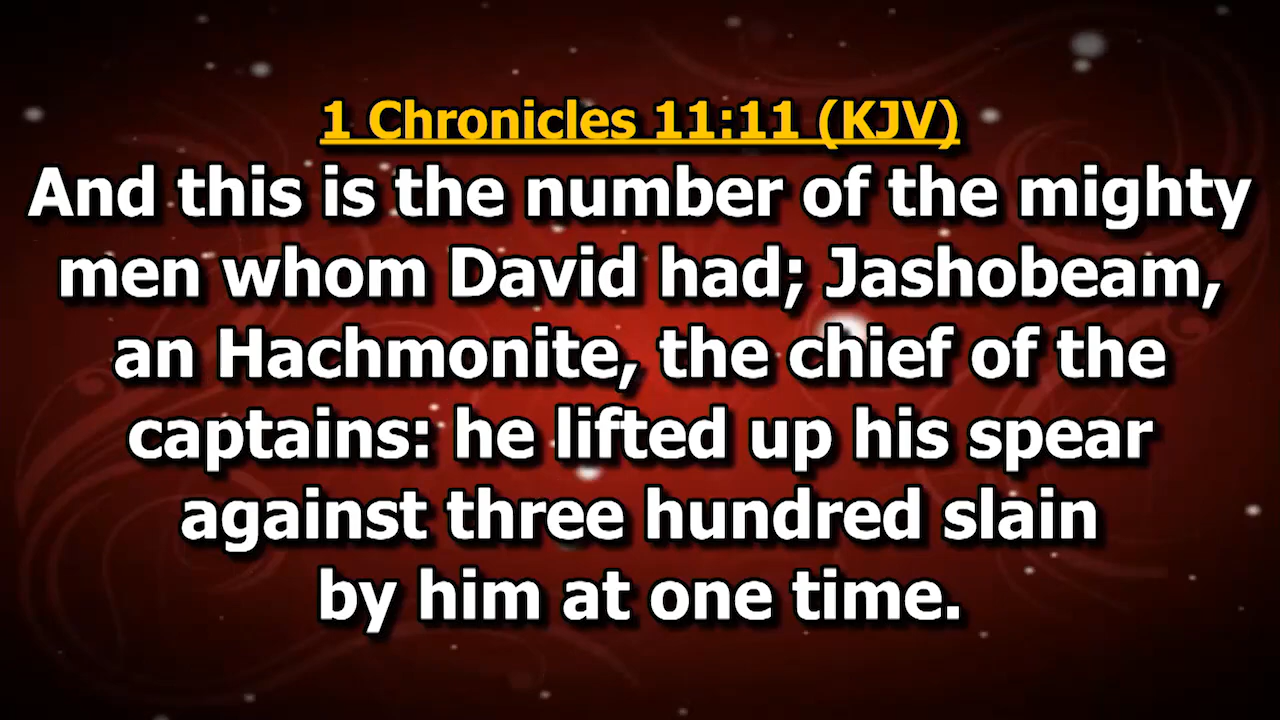 1 Chronicles 11:11 (KJV)
And this is the number of the mighty
men whom David had; Jashobeam,
an Hachmonite, the chief of the
captains: he lifted up his spear
against three hundred slain
by him at one time.